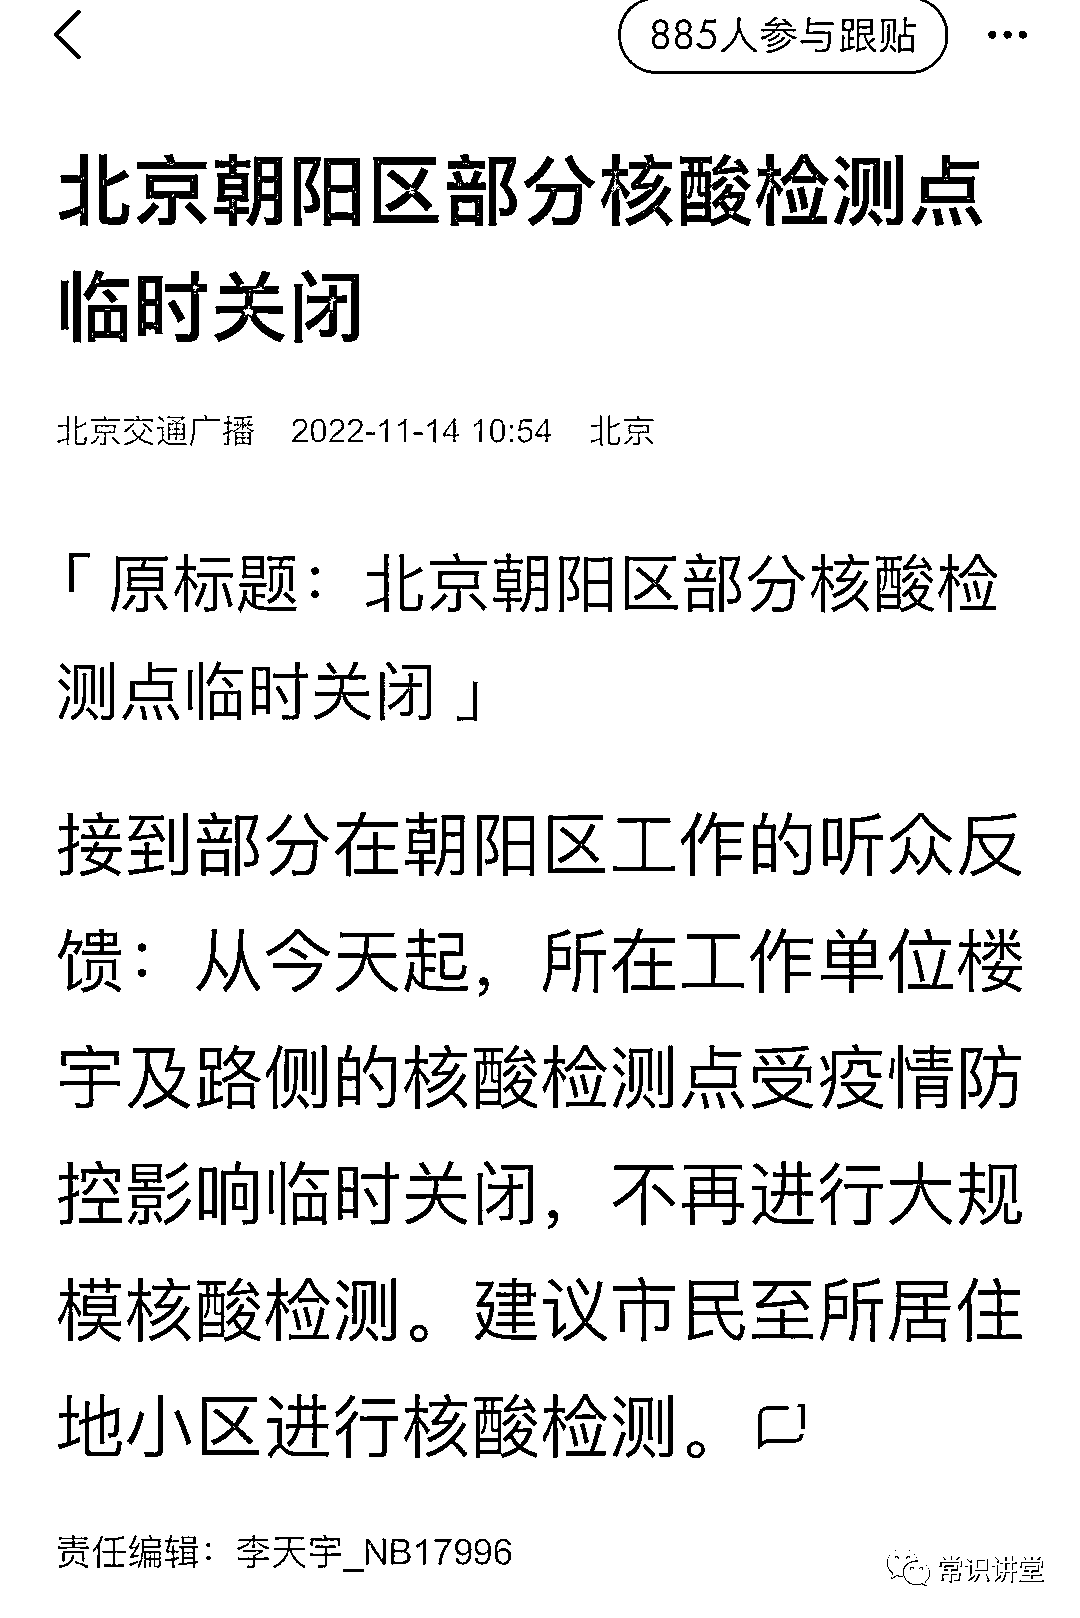 885人参与跟贴
北京朝阳区部分核酸检测点
临时关闭
北京交通广播 2022-11-14 10:54 北京
「 原标题：北京朝阳区部分核酸检
测点临时关闭 」
接到部分在朝阳区工作的听众反
馈：从今天起，所在工作单位楼
宇及路侧的核酸检测点受疫情防
控影响临时关闭，不再进行大规
模核酸检测。建议市民至所居住
地小区进行核酸检测。
责任编辑：李天宇_NB17996
常识讲堂